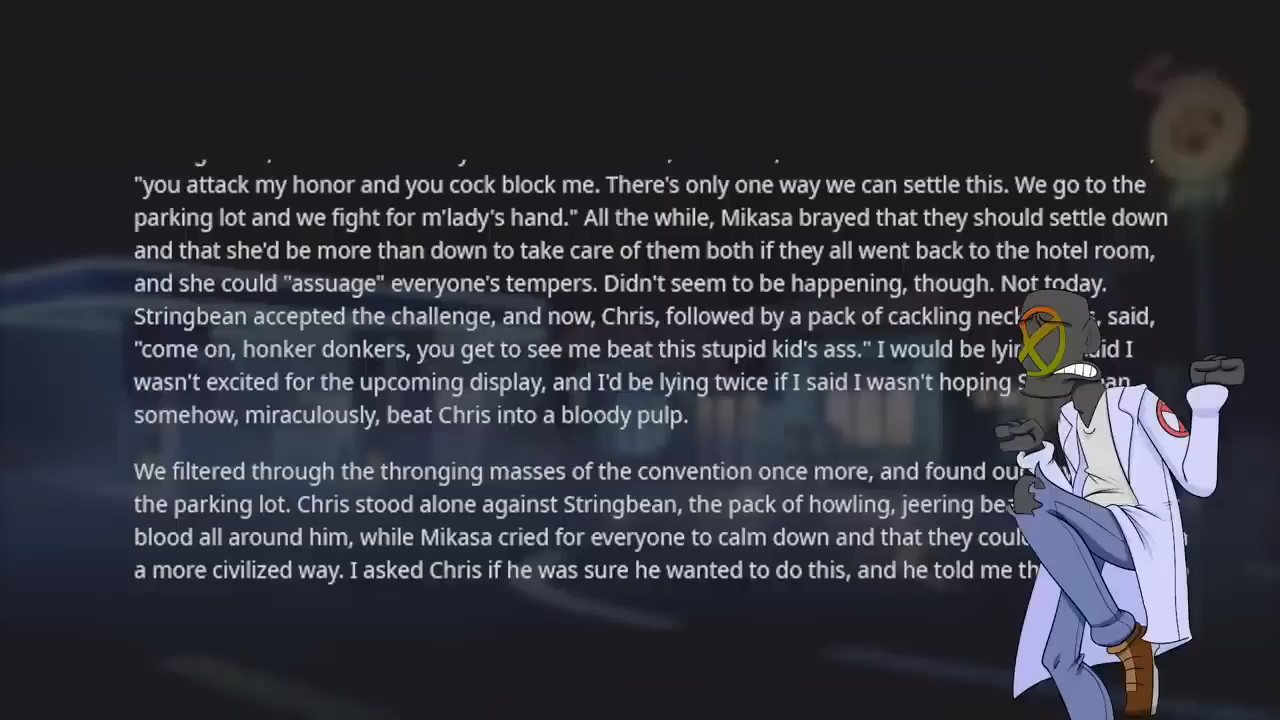 "you attack my honor and you cock block me. There's only one way we can settle this. We go to the
parking lot and we fight for m'lady's hand." All the while, Mikasa brayed that they should settle down
and that she'd be more than down to take care of them both if they all went back to the hotel room,
and she could "assuage" everyone's tempers. Didn't seem to be happening, though. Not today.
Stringbean accepted the challenge, and now, Chris, followed by a pack of cackling said,
"come on, honker donkers, you get to see me beat this stupid kid's ass." I would be I
wasn't excited for the upcoming display, and I'd be lying twice if I said I wasn't hoping
somehow, miraculously, beat Chris into a bloody pulp.
We filtered through the thronging masses of the convention once more, and found
the parking lot. Chris stood alone against Stringbean, the pack of howling, jeering
blood all around him, while Mikasa cried for everyone to calm down and that they
a more civilized way. I asked Chris if he was sure he wanted to do this, and he told me